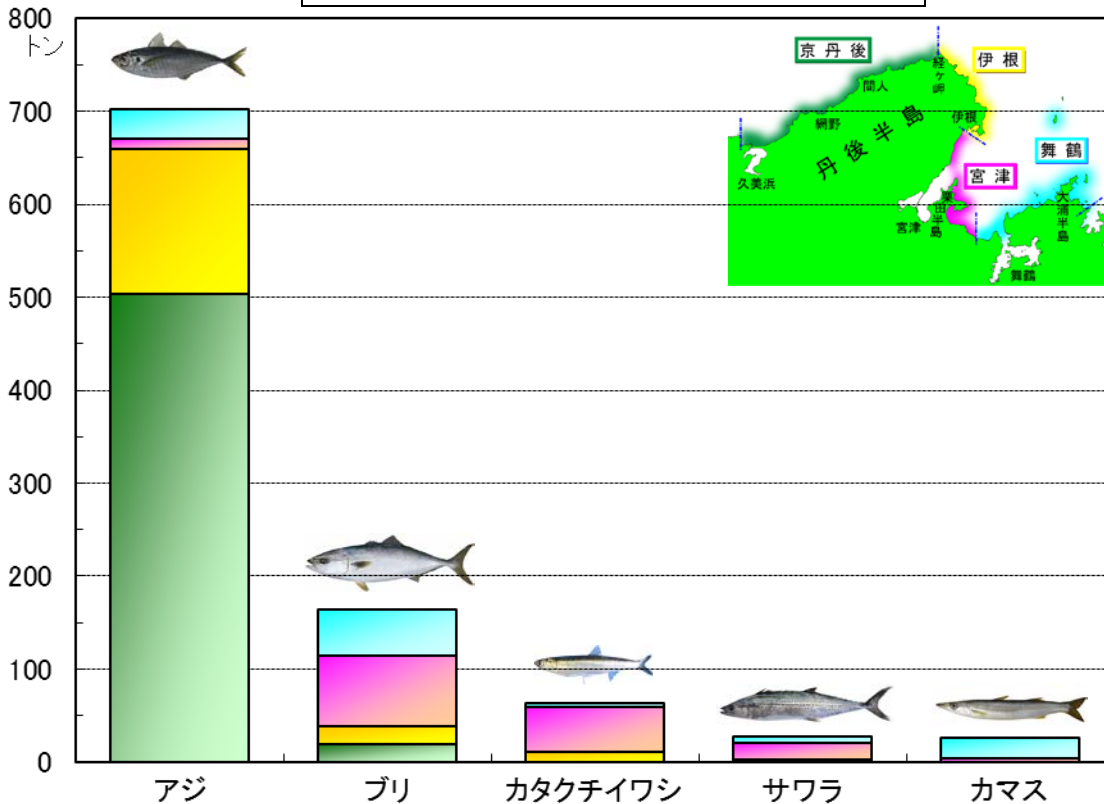 800
トン
700
600
500
400
300
200
100
0
アジ
ブリ
カタクチイワシ
サワラ
カマス
京丹後
伊根
経ヶ岬
間人
網野
伊根
丹後半島
久美浜
舞鶴
宮津
栗田半島
宮津
大浦半島
舞鶴